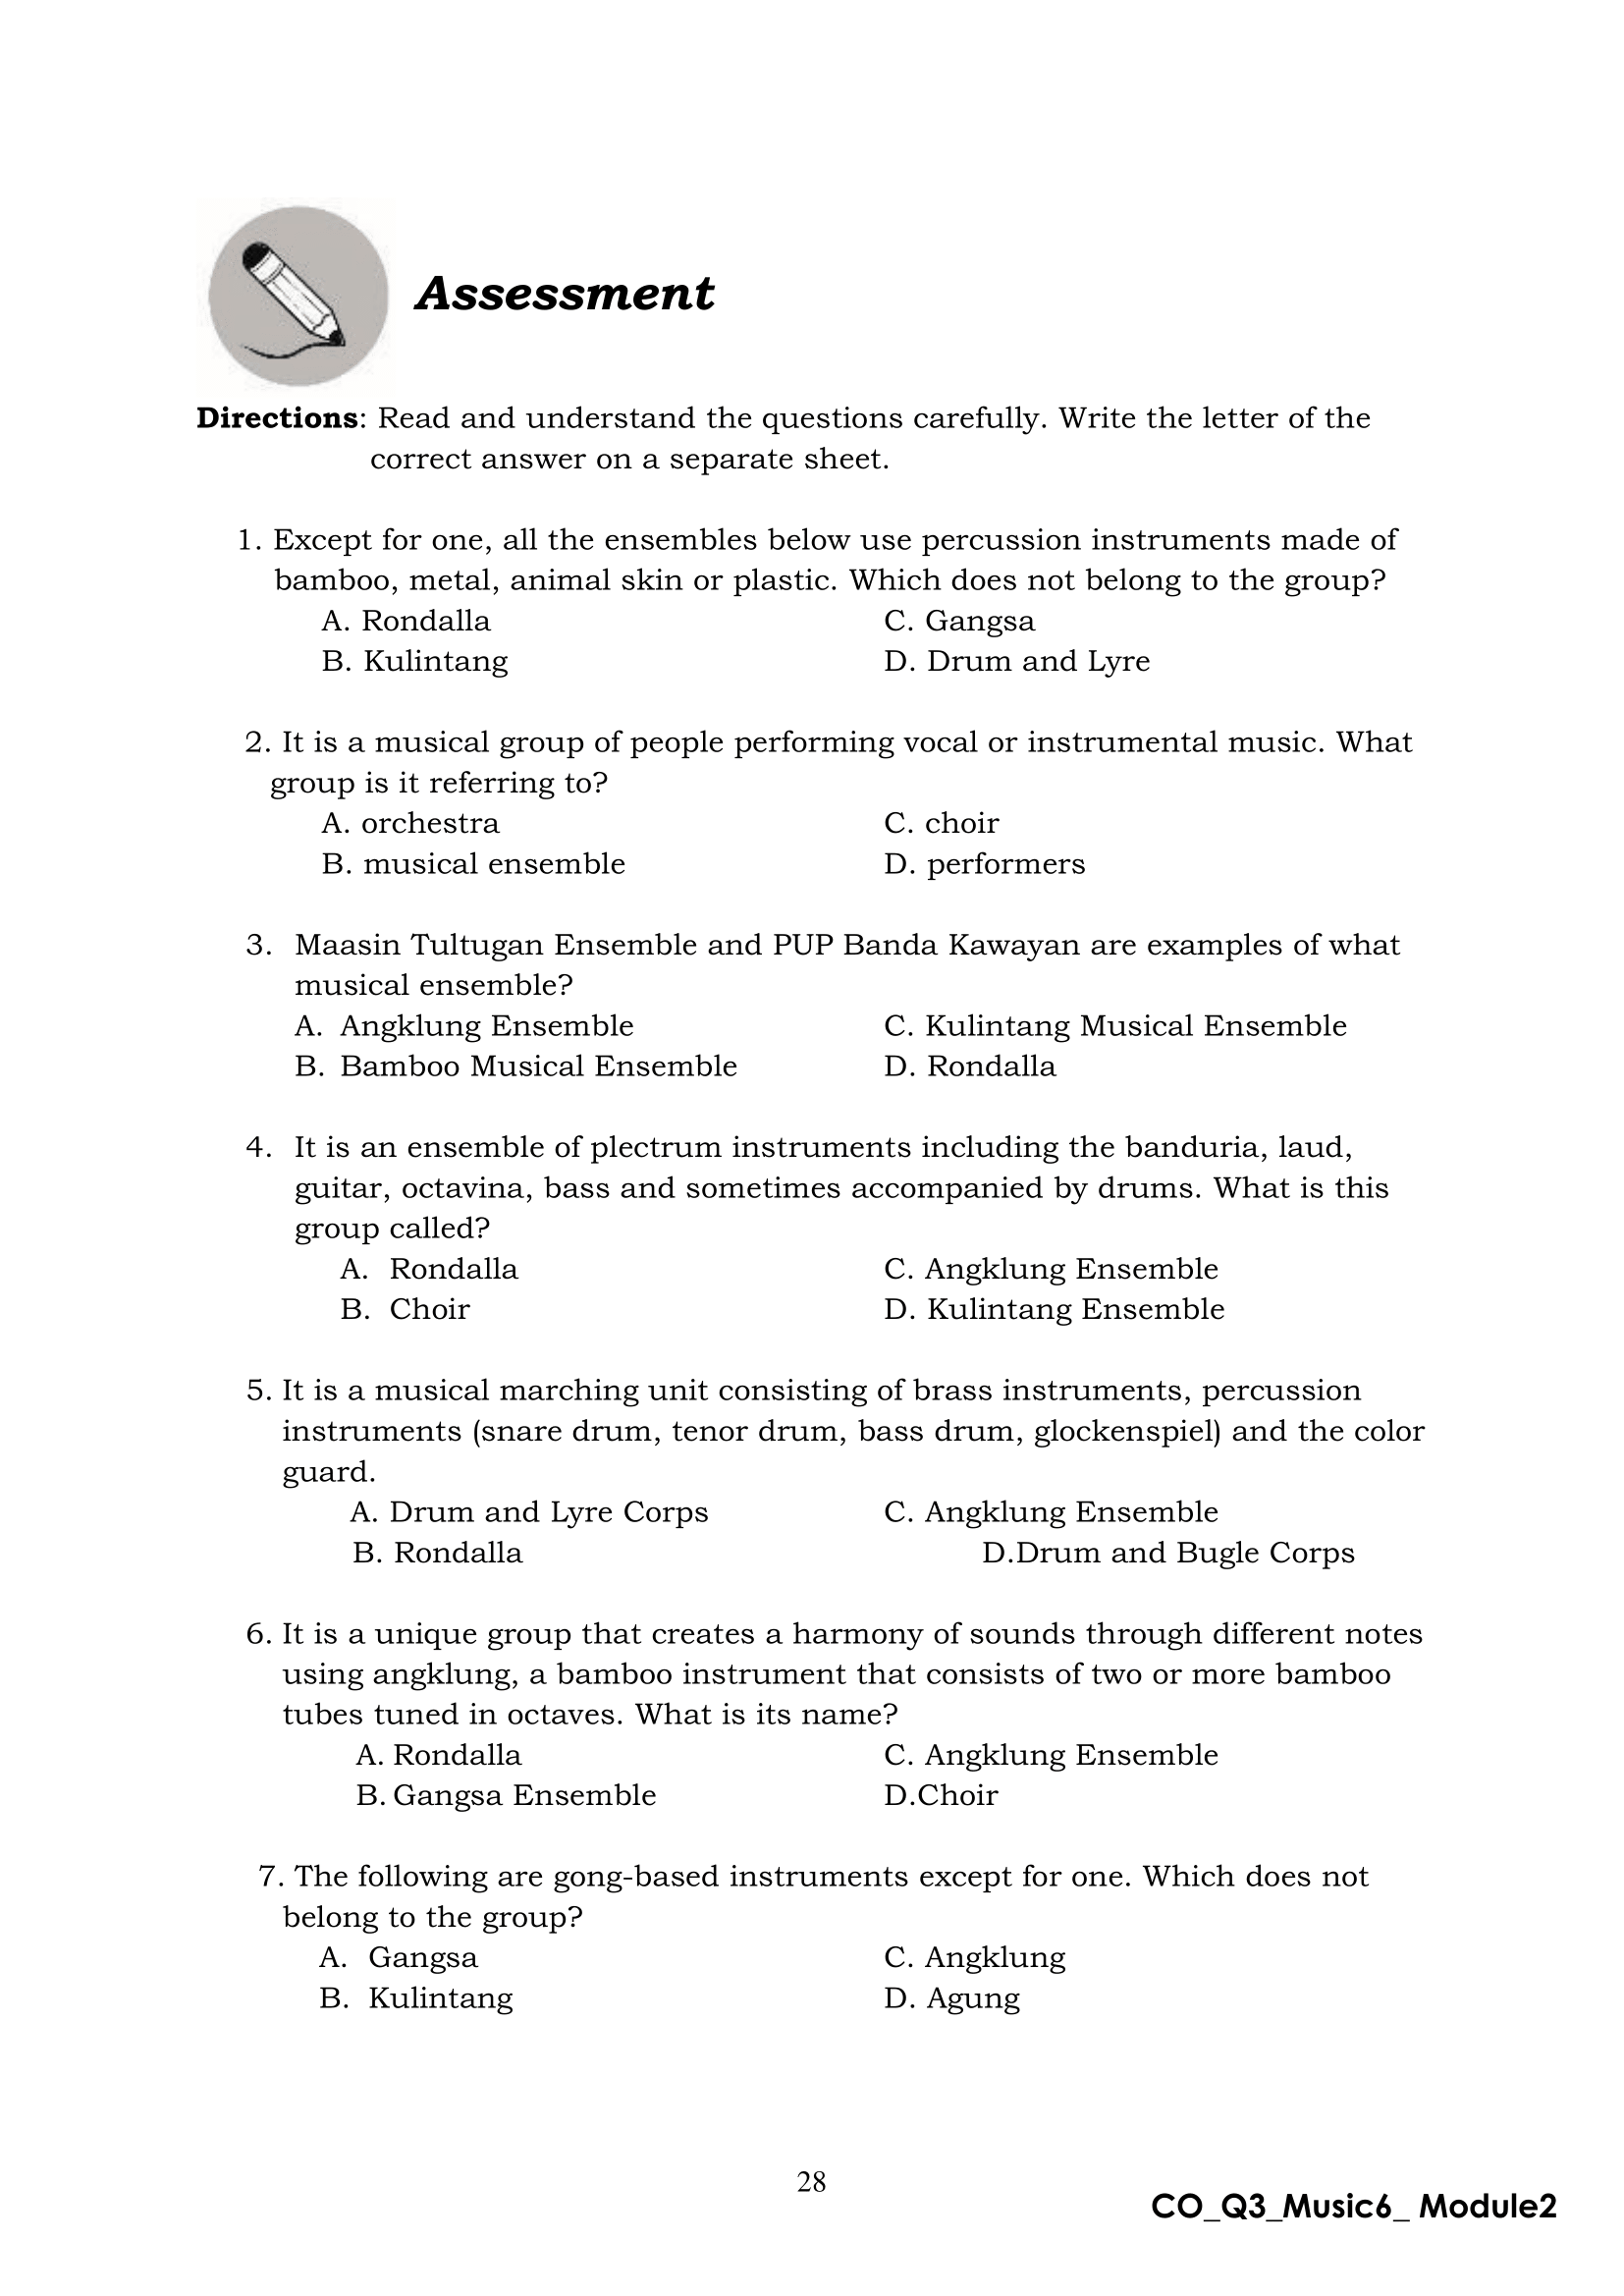 Assessment
Directions: Read and understand the questions carefully. Write the letter of the
correct answer on a separate sheet.
1. Except for one, all the ensembles below use percussion instruments made of
bamboo, metal, animal skin or plastic. Which does not belong to the group?
A. Rondalla C. Gangsa
B. Kulintang D. Drum and Lyre
2. It is a musical group of people performing vocal or instrumental music. What
group is it referring to?
A. orchestra C. choir
B. musical ensemble D. performers
3. Maasin Tultugan Ensemble and PUP Banda Kawayan are examples of what
musical ensemble?
A. Angklung Ensemble C. Kulintang Musical Ensemble
B. Bamboo Musical Ensemble D. Rondalla
4. It is an ensemble of plectrum instruments including the banduria, laud,
guitar, octavina, bass and sometimes accompanied by drums. What is this
group called?
A. Rondalla C. Angklung Ensemble
B. Choir D. Kulintang Ensemble
5. It is a musical marching unit consisting of brass instruments, percussion
instruments (snare drum, tenor drum, bass drum, glockenspiel) and the color
guard.
A. Drum and Lyre Corps C. Angklung Ensemble
B. Rondalla D.Drum and Bugle Corps
6. It is a unique group that creates a harmony of sounds through different notes
using angklung, a bamboo instrument that consists of two or more bamboo
tubes tuned in octaves. What is its name?
A. Rondalla C. Angklung Ensemble
B. Gangsa Ensemble D.Choir
7. The following are gong-based instruments except for one. Which does not
belong to the group?
A. Gangsa C. Angklung
B. Kulintang D. Agung
28
CO_Q3_Music6_ Module2